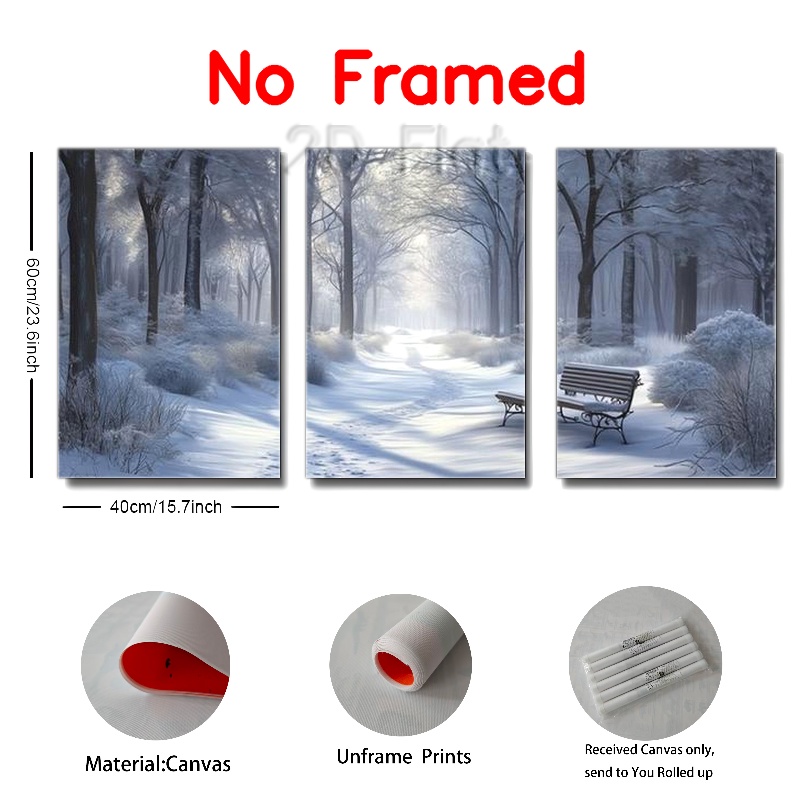 No Framed
2D Flat
60cm/23.6inch
40cm/15.7inch
Material:Canvas
Unframe Prints
Received Canvas only,
send to You Rolled up